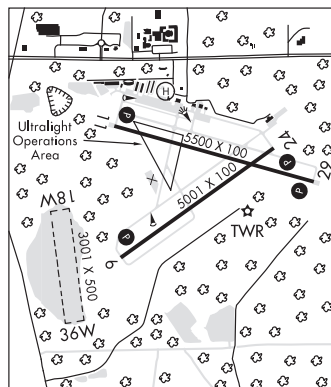 H
Ultralight
Operations
Area
11
P
5500 X 100
24
P
29
P
5001 X 100
X
18W
3001 X 500
36W
P
6
TWR